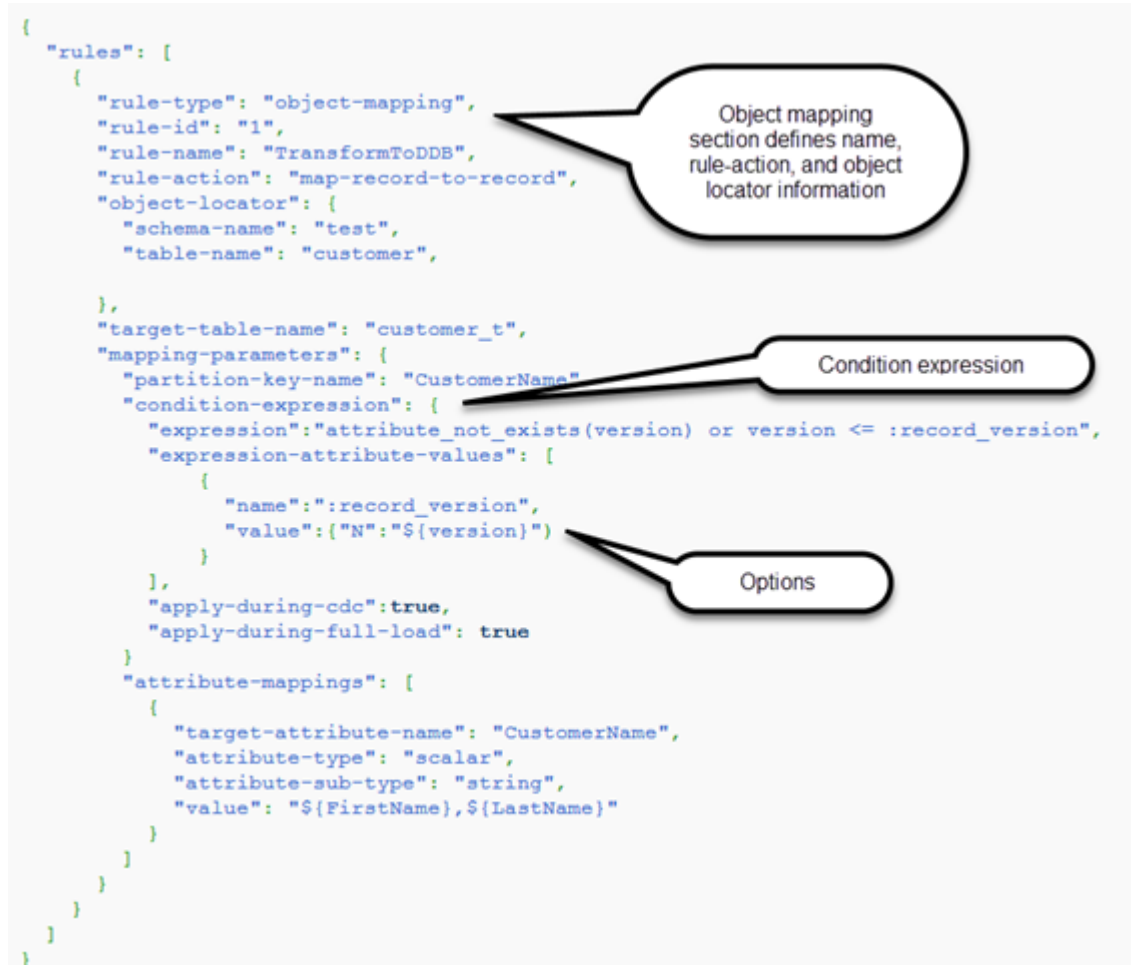 {
"rules": [
{
"rule-type": "object-mapping",
"rule-id": "1",
"rule-name": "TransformToDDB",
"rule-action": "map-record-to-record",
"object-locator": {
"schema-name": "test",
"table-name": "customer",
},
"target-table-name": "customer_t",
"mapping-parameters": {
"partition-key-name": "CustomerName"
"condition-expression": {
"expression":"attribute_not_exists(version) or version <= :record_version",
"expression-attribute-values": [
{
"name":":record_version",
"value":{"N":"${version}")
}
],
"apply-during-cdc":true,
"apply-during-full-load": true
}
"attribute-mappings": [
{
"target-attribute-name": "CustomerName",
"attribute-type": "scalar",
"attribute-sub-type": "string",
"value": "${FirstName},${LastName}"
}
]
}
}
]
}
Object mapping
section defines name,
rule-action, and object
locator information
Condition expression
Options